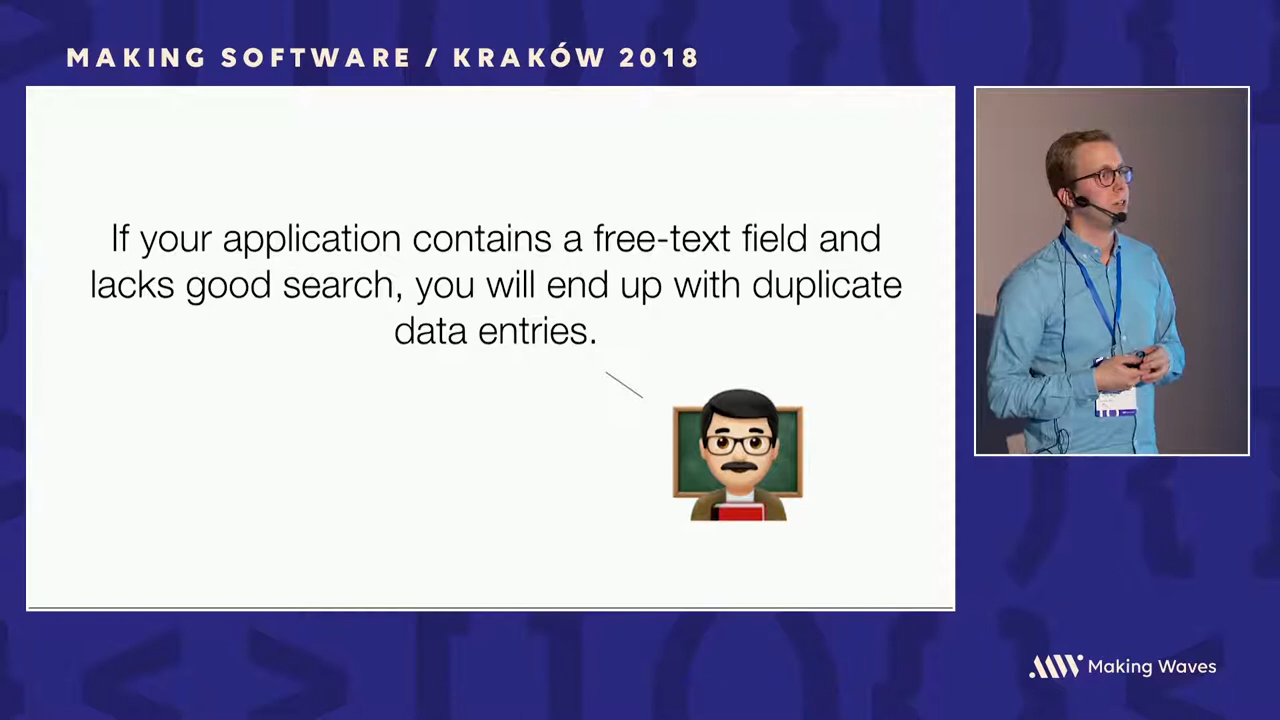 MAKING SOFTWARE / KRAKÓW 2018
If your application contains a free-text field and
lacks good search, you will end up with duplicate
data entries.
Making Waves